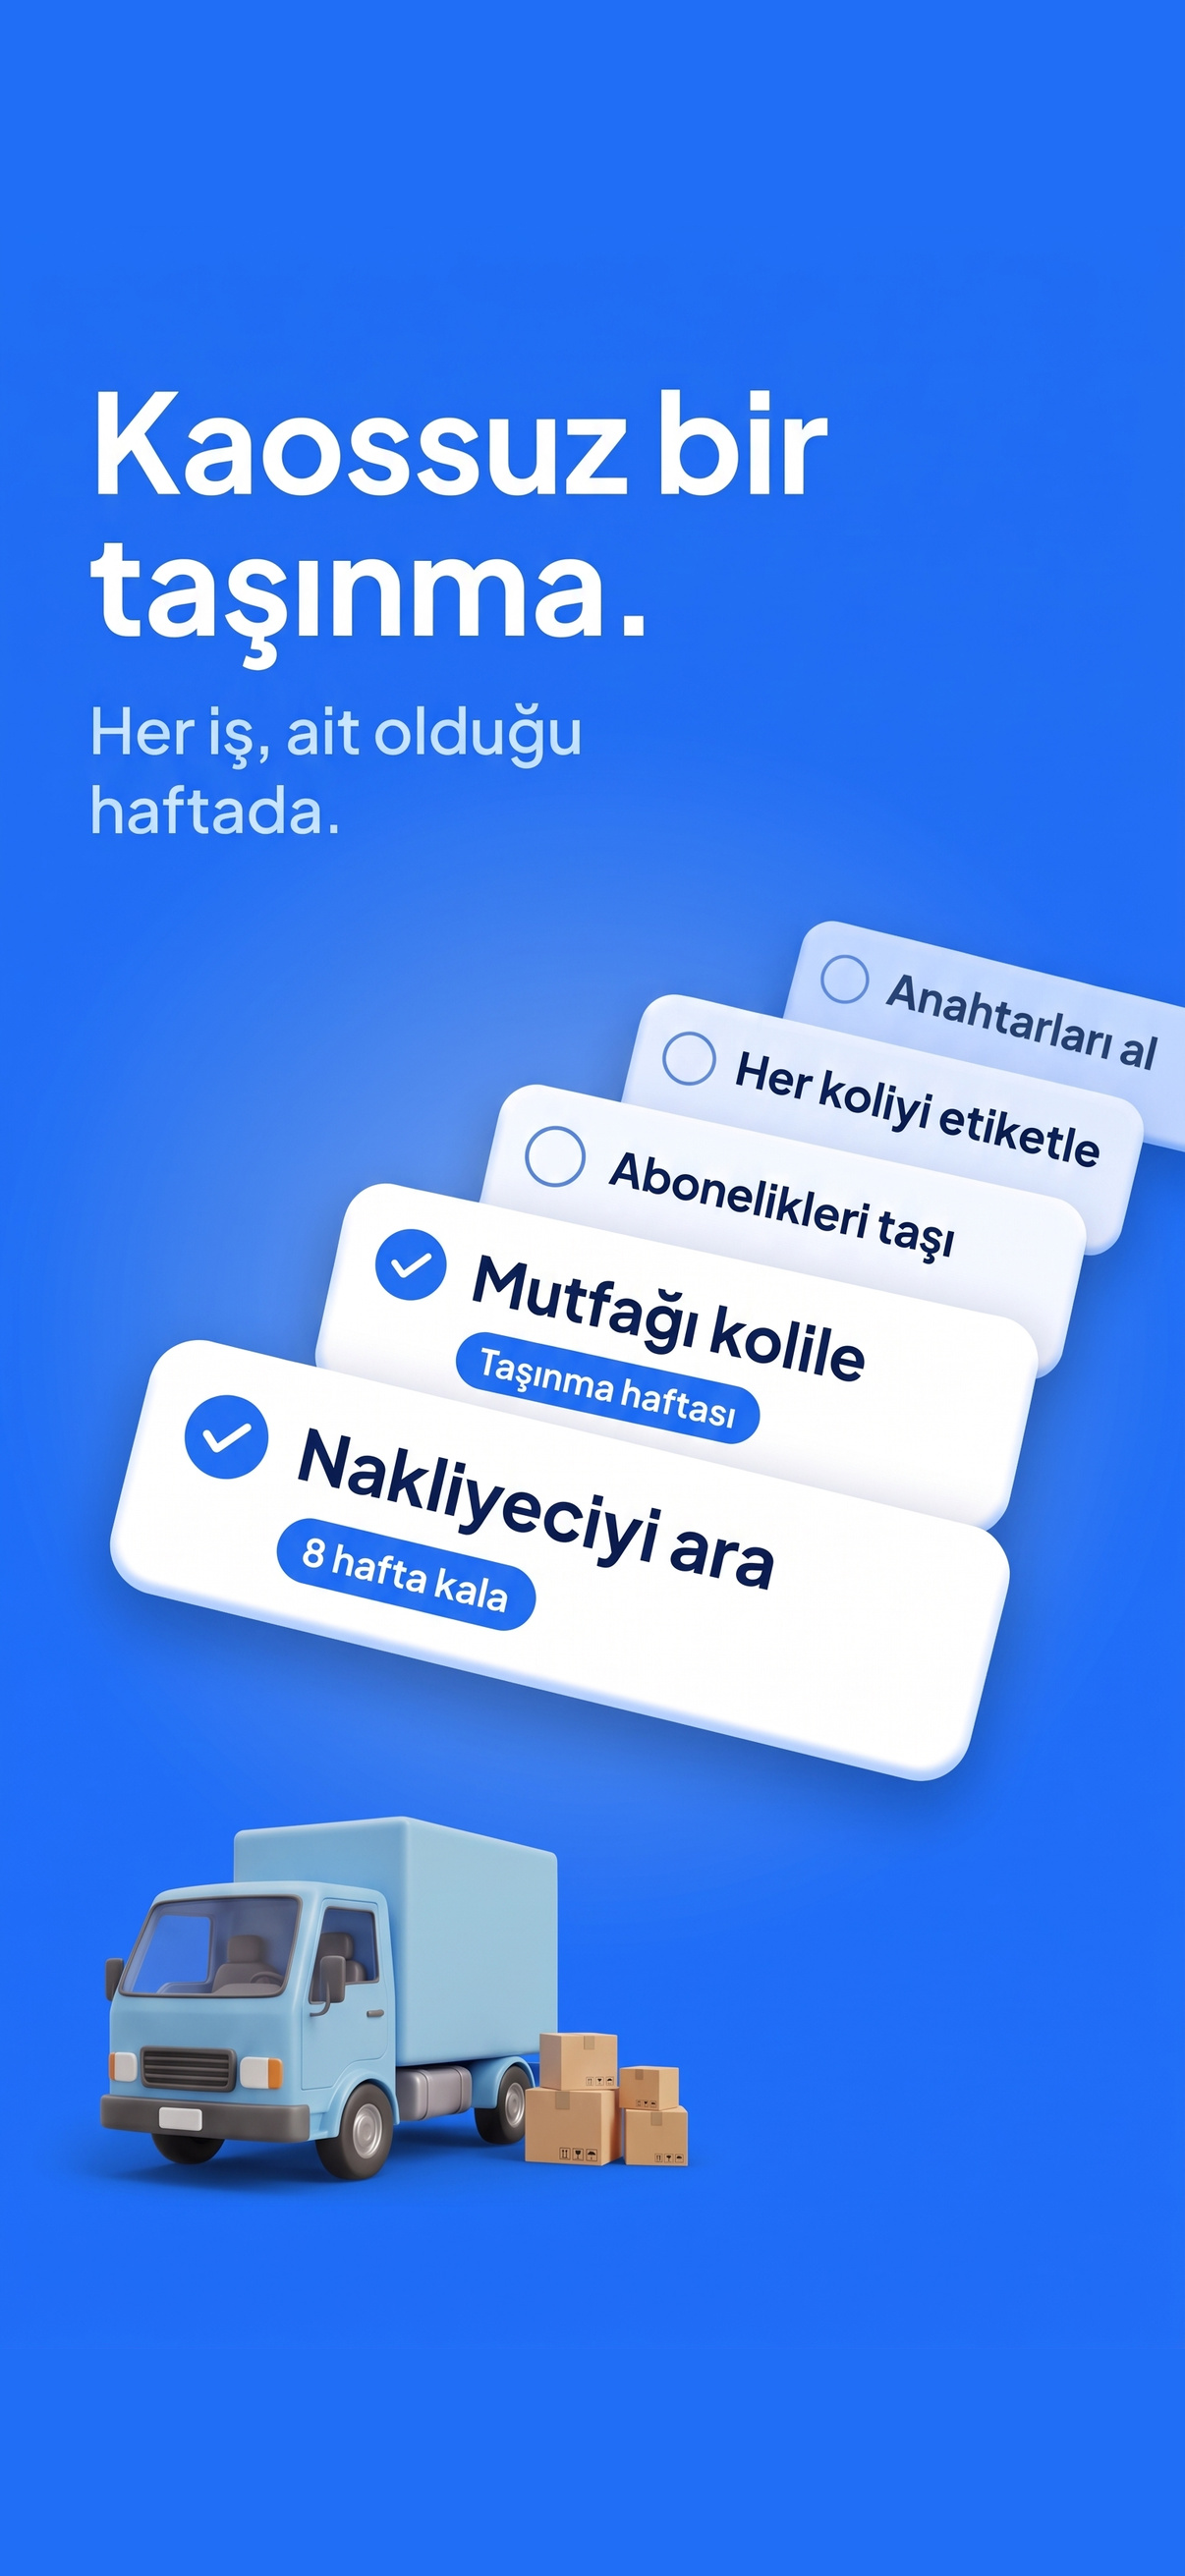 Kaossuz bir
taşınma.
Her iş, ait olduğu
haftada.
Anahtarları al
Her koliyi etiketle
Abonelikleri taşı
Mutfağı kolile
Taşınma haftası
Nakliyeciyi ara
8 hafta kala